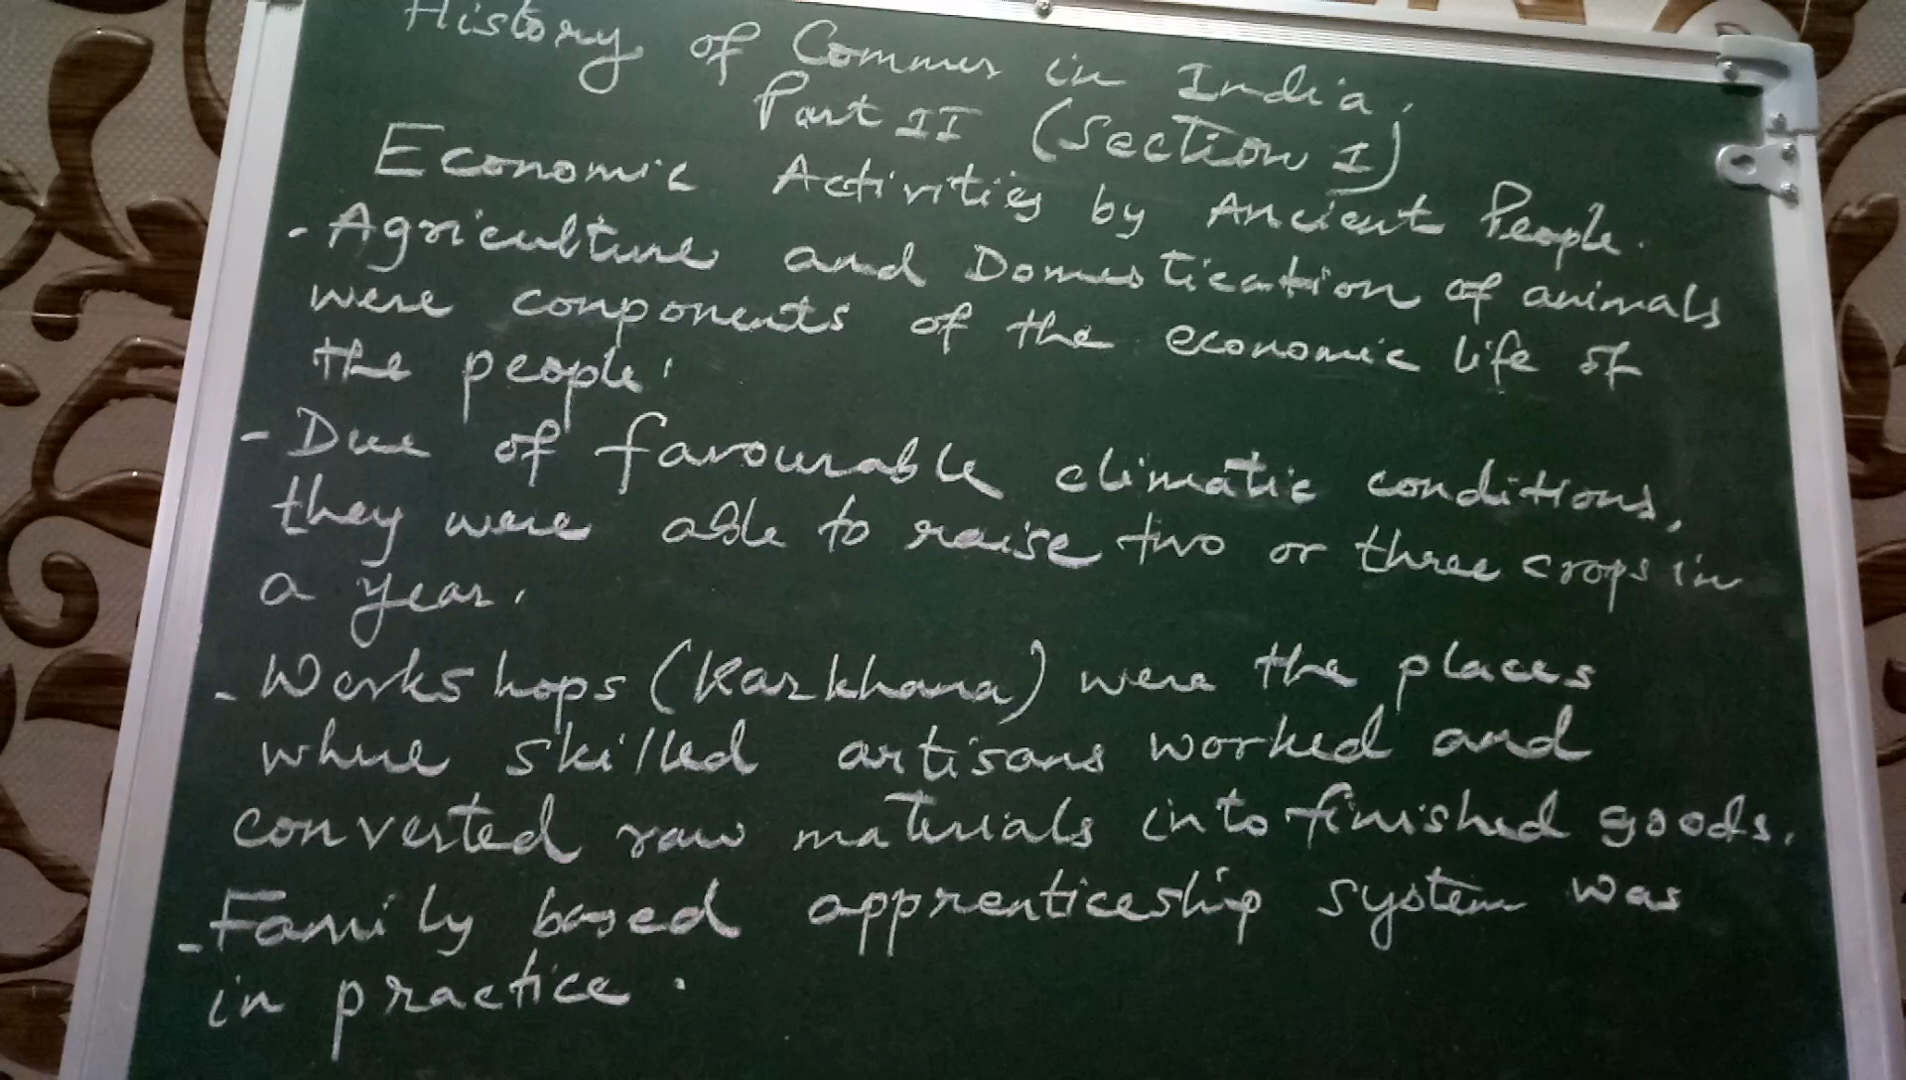 History of Commer in India.
Part II (Section I)
Economic Activities by Ancient People.
- Agriculture and Domestication of animals
were conponents of the economic life of
the people.
- Due of favourable climatic conditions,
they were able to raise two or three crops in
a year.
- Workshops (Karkhana) were the places
where skilled artisans worked and
converted raw materials into finished goods.
- Family based apprenticeship system was
in practice.